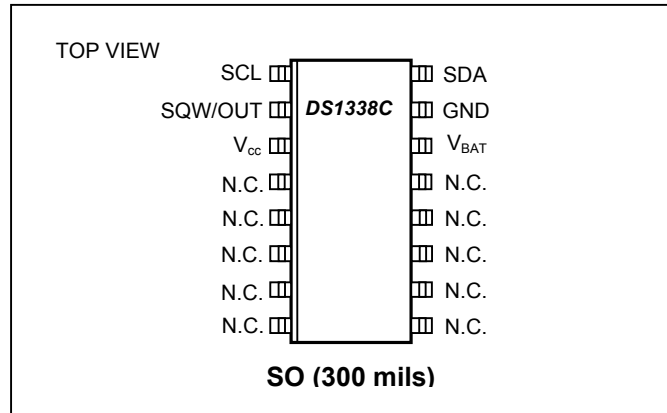 TOP VIEW
SCL SDA
SQW/OUT DS1338C GND
Vcc VBAT
N.C. N.C.
N.C. N.C.
N.C. N.C.
N.C. N.C.
N.C. N.C.
SO (300 mils)